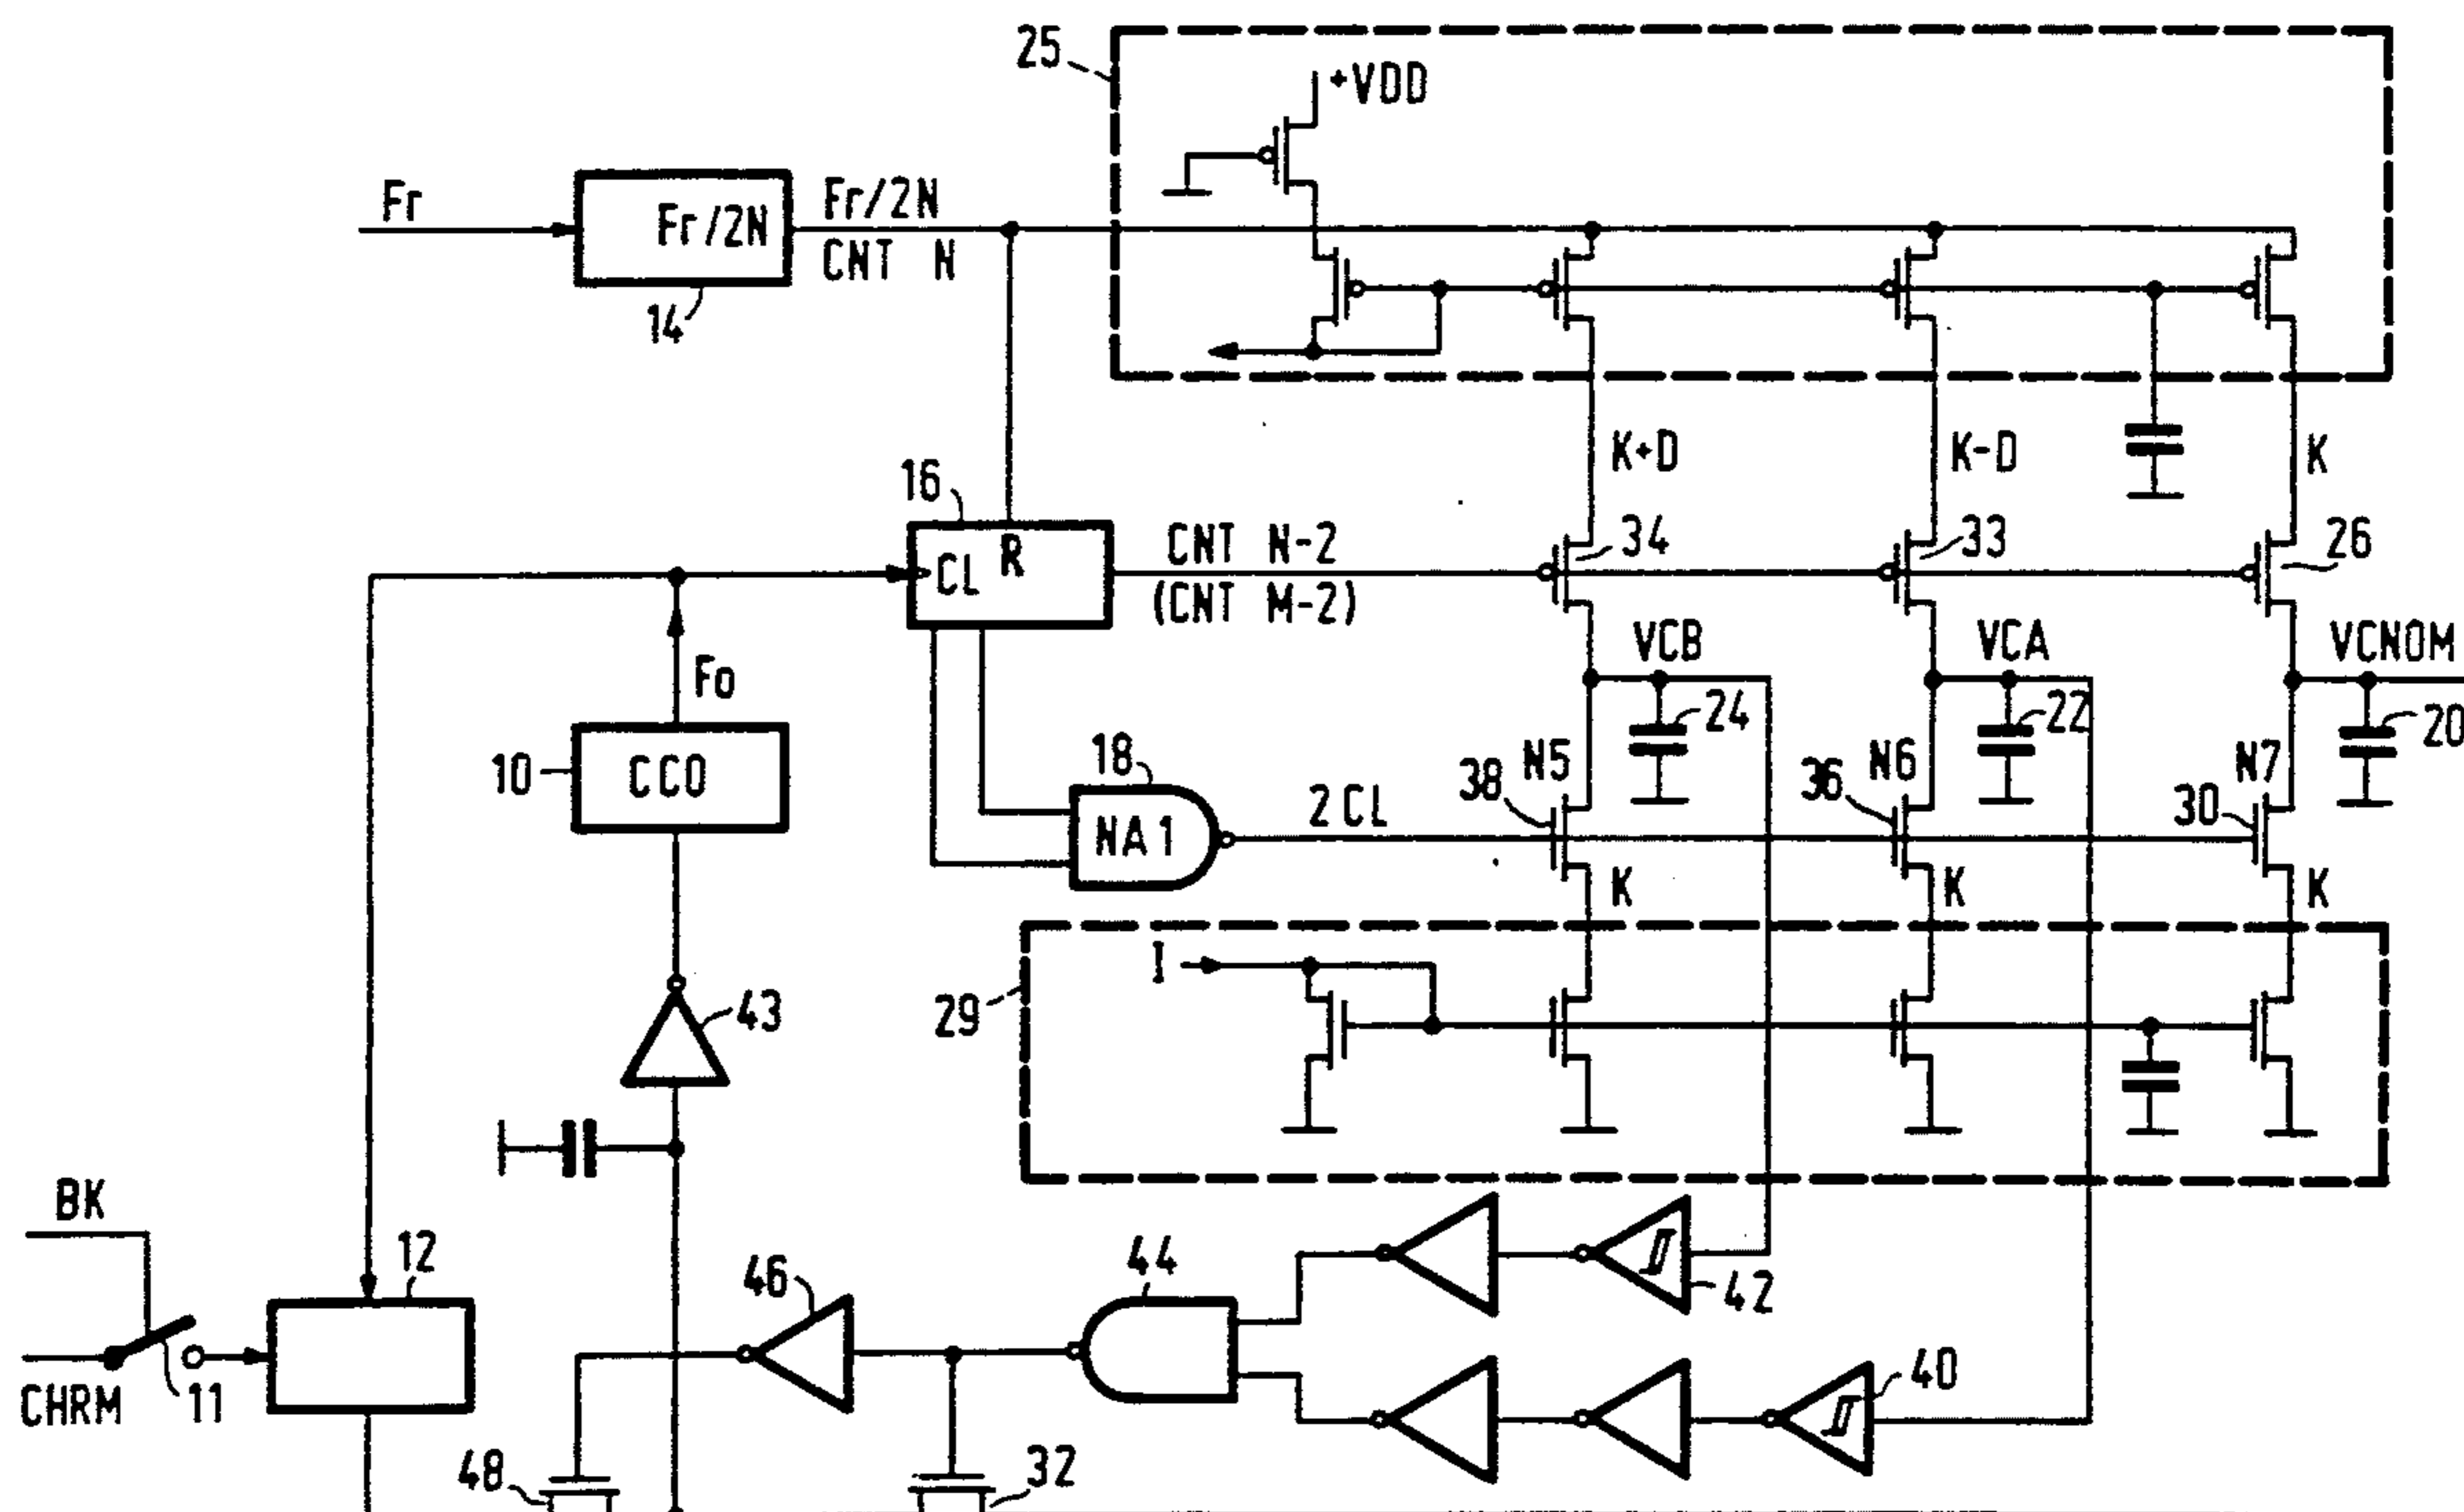 25
+VDD
Fr
Fr/2N
Fr/2N
CNT N
14
K+D
K-D
K
16
CL
R
CNT N-2
(CNT M-2)
34
33
26
Fo
VCB
VCA
VCNOM
24
22
20
10
CCO
18
NA1
2CL
N5
38
N6
36
N7
30
K
K
K
I
29
43
BK
12
46
44
42
CHRM
11
40
48
32